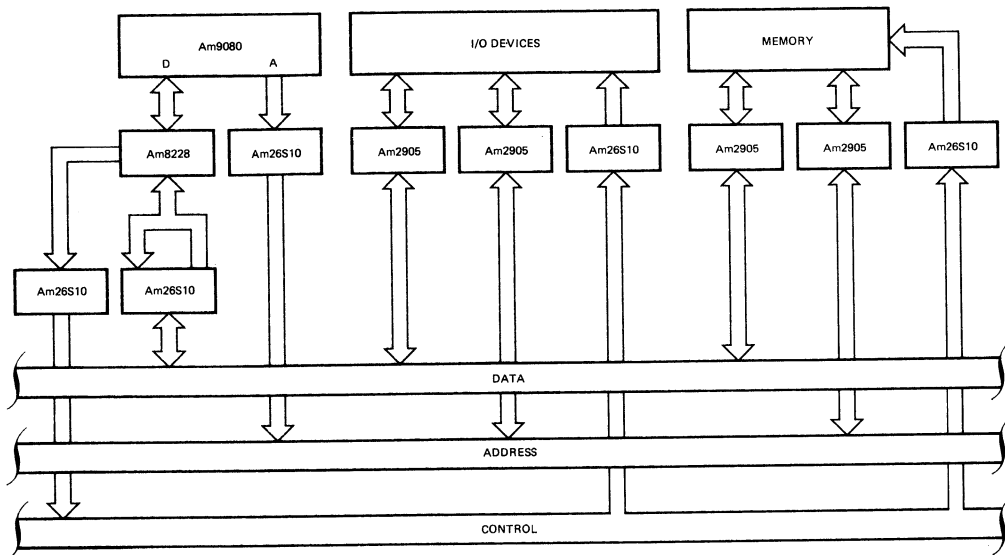 Am9080
D A
I/O DEVICES
MEMORY
Am8228
Am26S10
Am2905
Am2905
Am26S10
Am2905
Am2905
Am26S10
Am26S10
Am26S10
DATA
ADDRESS
CONTROL